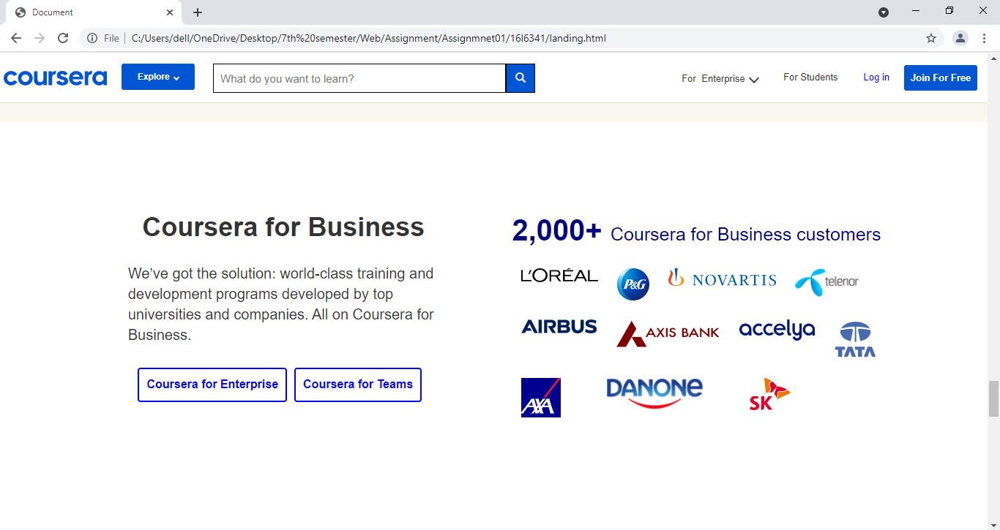 Document
File
C:/Users/dell/OneDrive/Desktop/7th%20semester/Web/Assignment/Assignmnet01/16l6341/landing.html
coursera
Explore
What do you want to learn?
For Enterprise
For Students
Log in
Join For Free
Coursera for Business
We’ve got the solution: world-class training and
development programs developed by top
universities and companies. All on Coursera for
Business.
Coursera for Enterprise
Coursera for Teams
2,000+ Coursera for Business customers
L'ORÉAL
P&G
NOVARTIS
telenor
AIRBUS
AXIS BANK
accelya
TATA
AXA
DANONE
SK